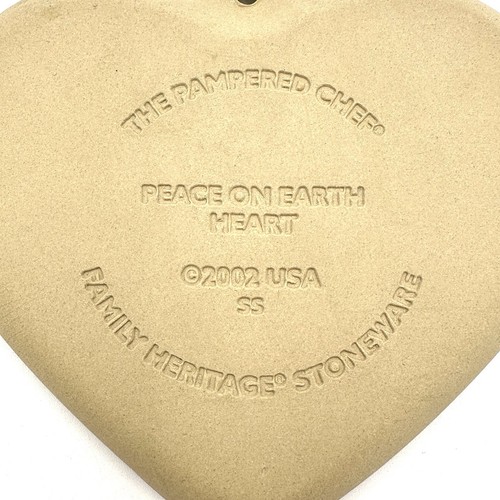 THE PAMPERED CHEF®
PEACE ON EARTH
HEART
©2002 USA
SS
FAMILY HERITAGE® STONEWARE